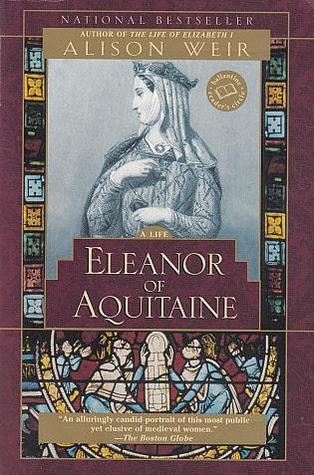 NATIONAL BESTSELLER
AUTHOR OF THE LIFE OF ELIZABETH I
ALISON WEIR
ballantine
reader's circle
A LIFE
ELEANOR
OF
AQUITAINE
"An alluringly candid portrait of this most public
yet elusive of medieval women."
—The Boston Globe